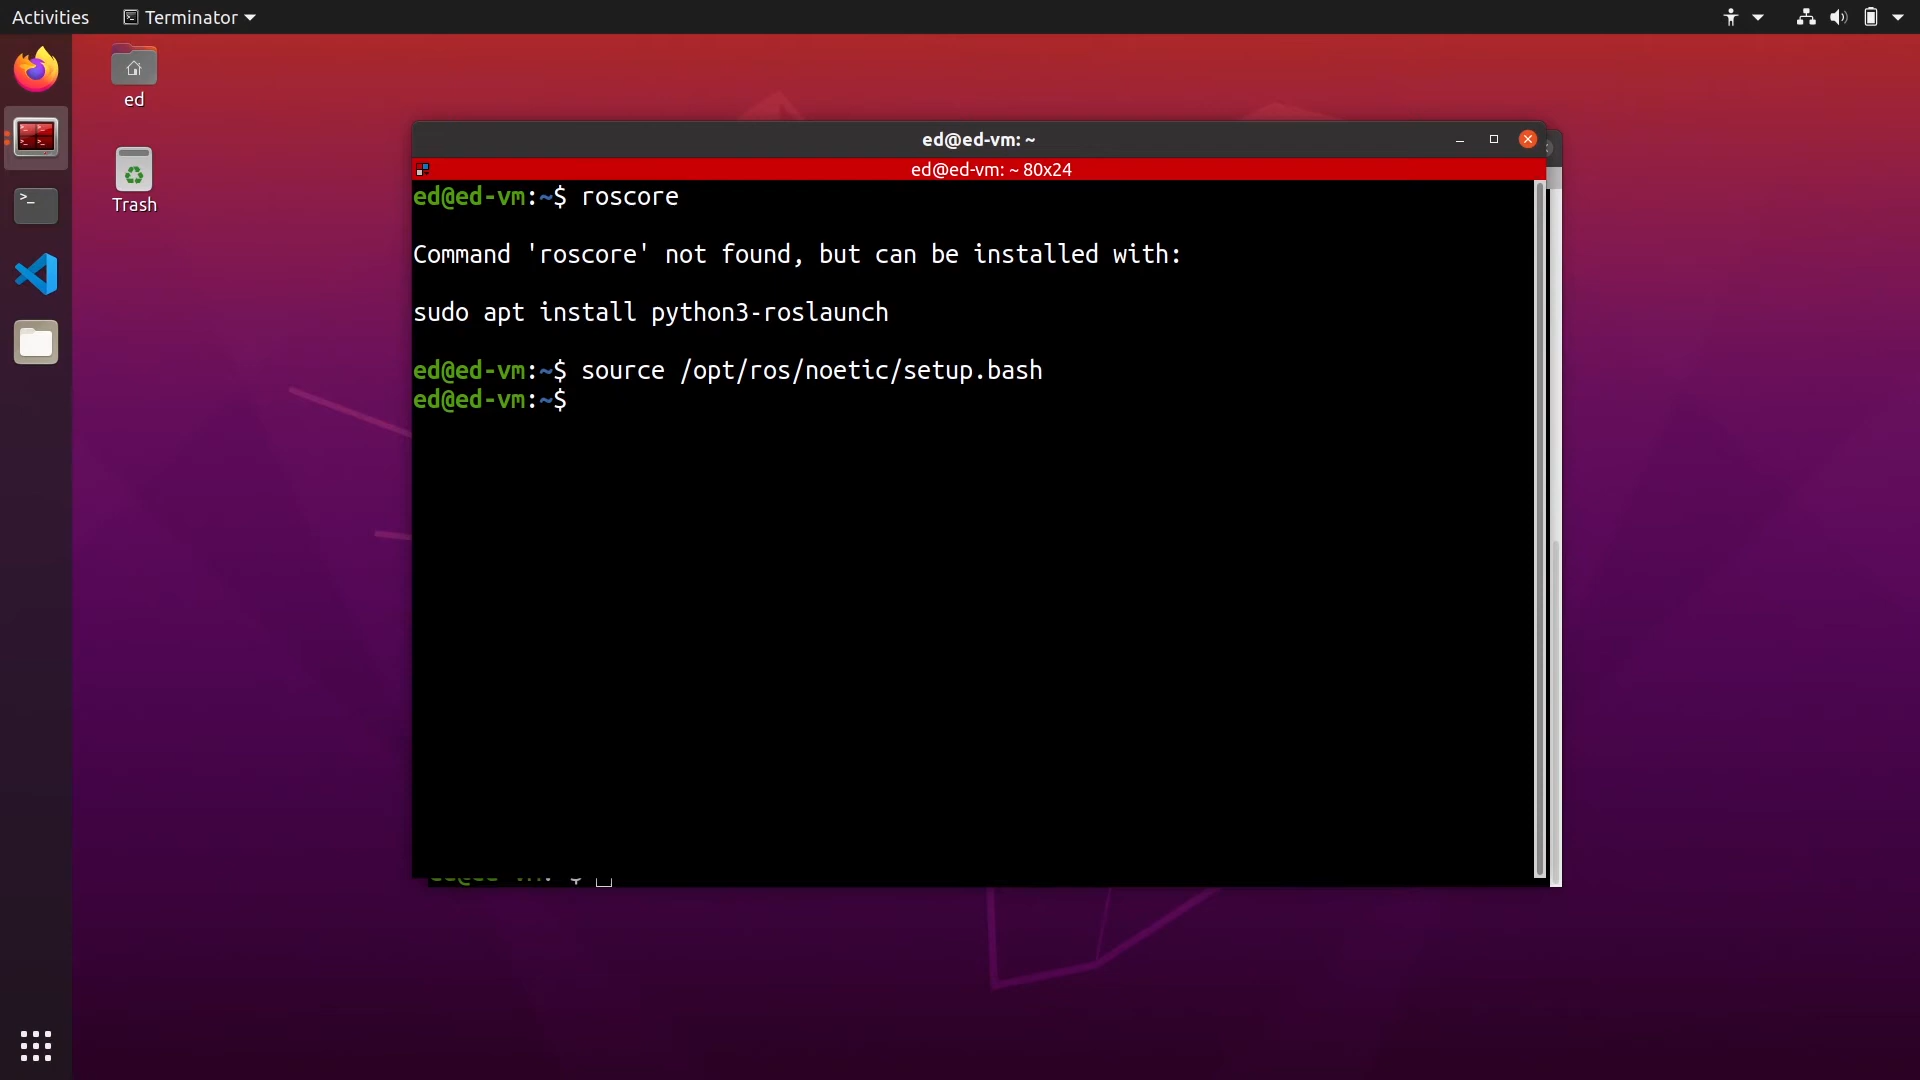 Activities
Terminator
ed
Trash
ed@ed-vm: ~
ed@ed-vm: ~ 80x24
ed@ed-vm:~$ roscore
Command 'roscore' not found, but can be installed with:
sudo apt install python3-roslaunch
ed@ed-vm:~$ source /opt/ros/noetic/setup.bash
ed@ed-vm:~$